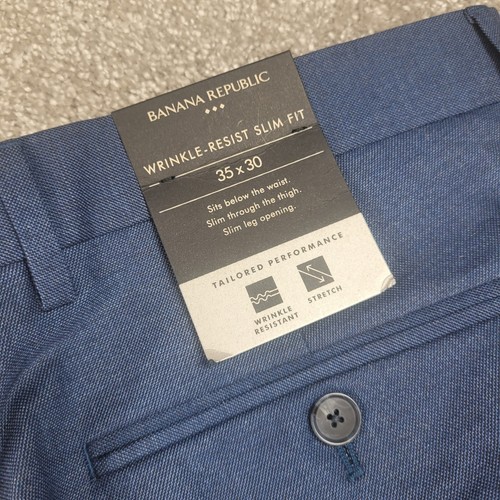 BANANA REPUBLIC
WRINKLE-RESIST SLIM FIT
35 x 30
Sits below the waist.
Slim through the thigh.
Slim leg opening.
TAILORED PERFORMANCE
WRINKLE
RESISTANT
STRETCH